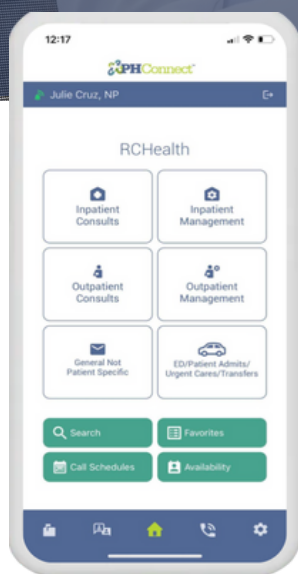 12:17
PHConnect
Julie Cruz, NP
RCHealth
Inpatient
Consults
Inpatient
Management
Outpatient
Consults
Outpatient
Management
General Not
Patient Specific
ED/Patient Admits/
Urgent Cares/Transfers
Search
Favorites
Call Schedules
Availability